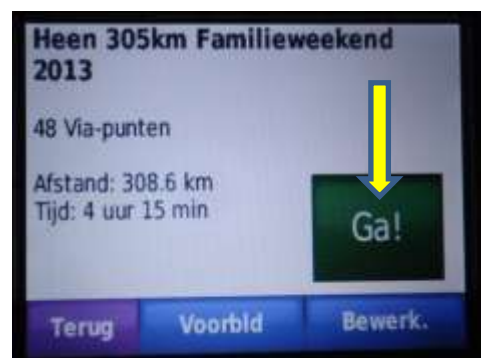 Heen 305km Familieweekend
2013
48 Via-punten
Afstand: 308.6 km
Tijd: 4 uur 15 min
Ga!
Terug
Voorbld
Bewerk.